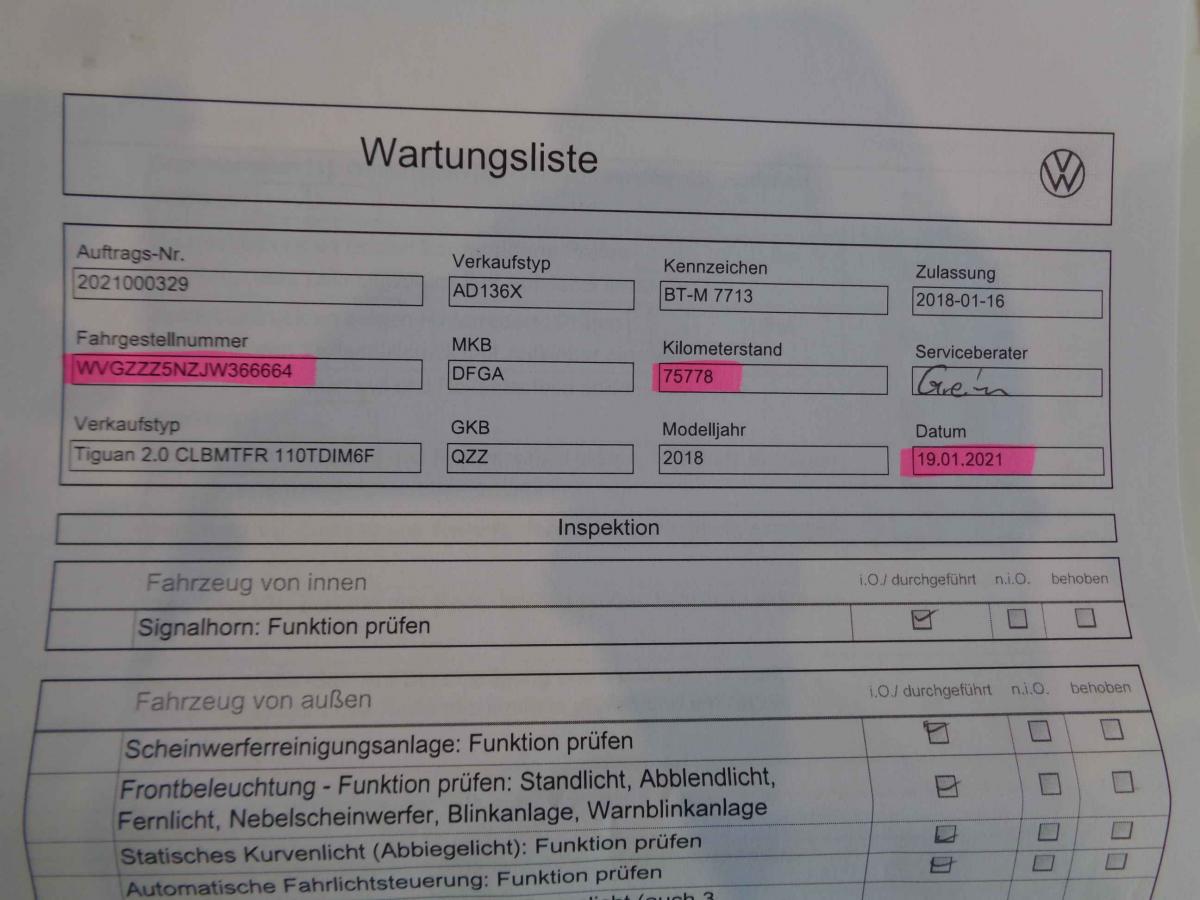 Wartungsliste
Auftrags-Nr. Verkaufstyp Kennzeichen Zulassung
2021000329 AD136X BT-M 7713 2018-01-16
Fahrgestellnummer MKB Kilometerstand Serviceberater
WVGZZZ5NZJW366664 DFGA 75778
Verkaufstyp GKB Modelljahr Datum
Tiguan 2.0 CLBMTFR 110TDIM6F QZZ 2018 19.01.2021
Inspektion
Fahrzeug von innen i.O./ durchgeführt n.i.O. behoben
Signalhorn: Funktion prüfen
Fahrzeug von außen i.O./ durchgeführt n.i.O. behoben
Scheinwerferreinigungsanlage: Funktion prüfen
Frontbeleuchtung - Funktion prüfen: Standlicht, Abblendlicht,
Fernlicht, Nebelscheinwerfer, Blinkanlage, Warnblinkanlage
Statisches Kurvenlicht (Abbiegelicht): Funktion prüfen
Automatische Fahrlichtsteuerung: Funktion prüfen